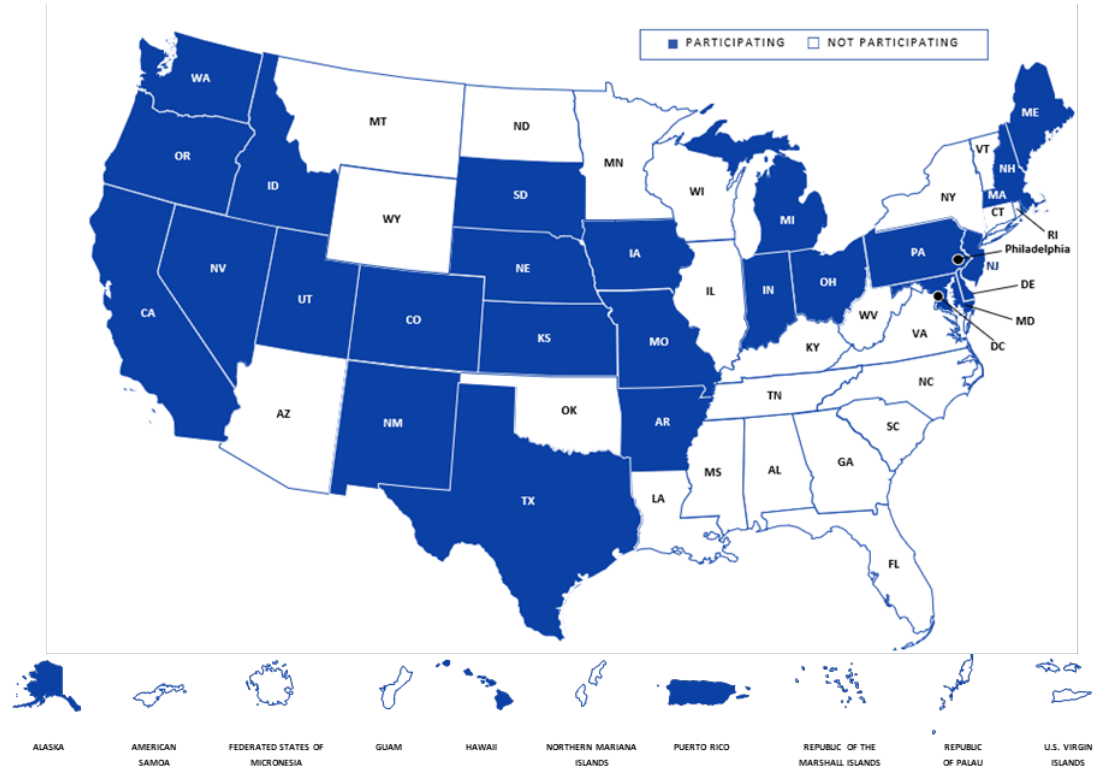 PARTICIPATING NOT PARTICIPATING
WA
MT
ND
MN
ME
VT
NH
OR
ID
SD
WI
NY
MA
CT
WY
MI
RI
Philadelphia
IA
PA
NJ
NE
NV
UT
IL
IN
OH
DE
CA
CO
WV
MD
KS
MO
VA
DC
KY
NC
TN
AZ
NM
OK
AR
SC
MS
AL
GA
TX
LA
FL
ALASKA
AMERICAN
SAMOA
FEDERATED STATES OF
MICRONESIA
GUAM
HAWAII
NORTHERN MARIANA
ISLANDS
PUERTO RICO
REPUBLIC OF THE
MARSHALL ISLANDS
REPUBLIC
OF PALAU
U.S. VIRGIN
ISLANDS